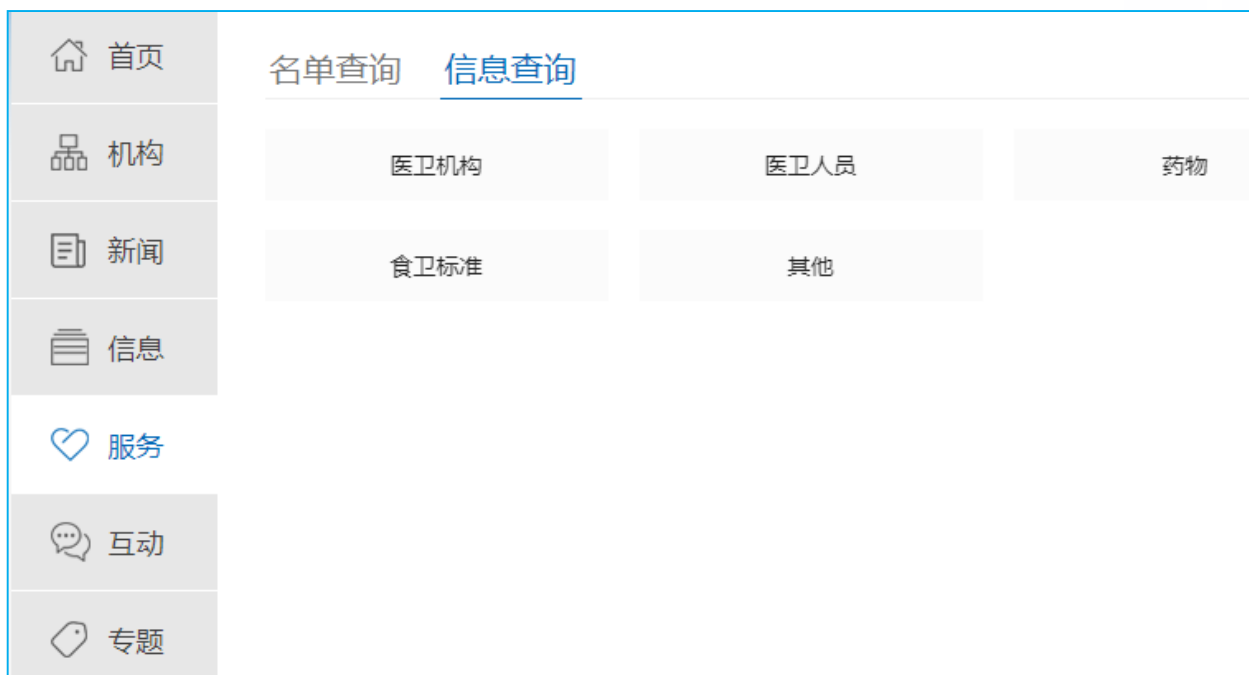 首页
机构
新闻
信息
服务
互动
专题
名单查询 信息查询
医卫机构 医卫人员 药物
食卫标准 其他